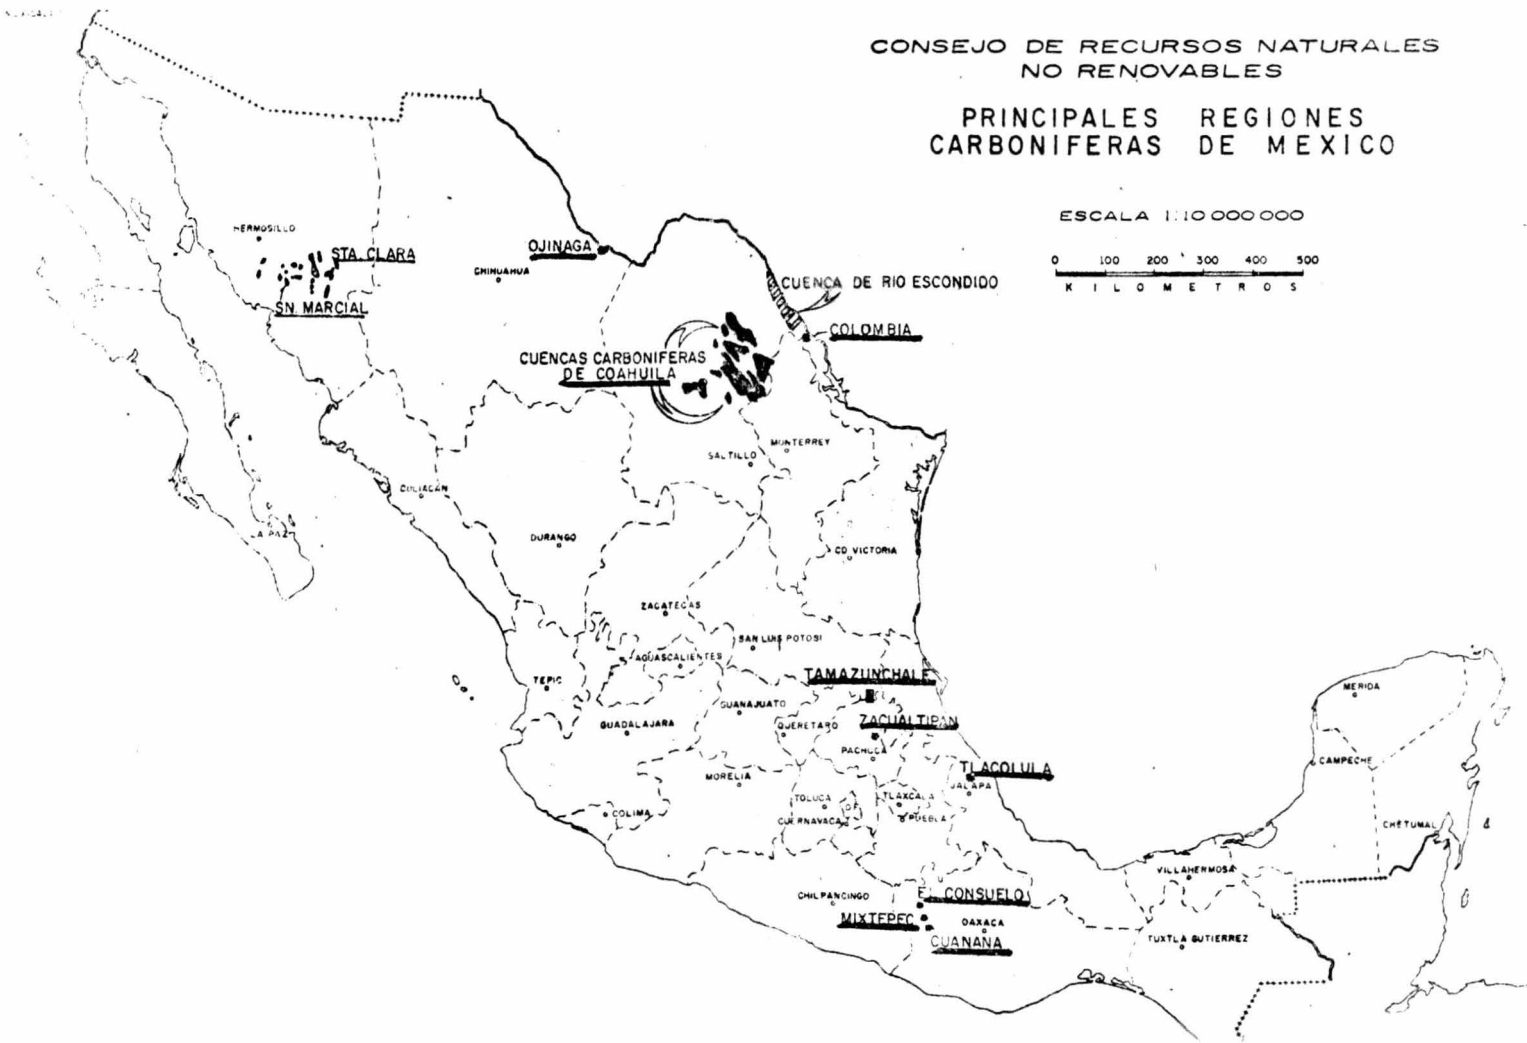 CONSEJO DE RECURSOS NATURALES
NO RENOVABLES
PRINCIPALES REGIONES
CARBONIFERAS DE MEXICO
ESCALA 1:10 000 000
0 100 200 300 400 500
KILOMETROS
HERMOSILLO
STA. CLARA
SN. MARCIAL
OJINAGA
CHIHUAHUA
CUENCA DE RIO ESCONDIDO
COLOMBIA
CUENCAS CARBONIFERAS
DE COAHUILA
MONTERREY
SALTILLO
CULIACAN
LA PAZ
DURANGO
CD. VICTORIA
ZACATECAS
SAN LUIS POTOSI
AGUASCALIENTES
TAMAZUNCHALE
TEPIC
MERIDA
GUANAJUATO
ZACUALTIPAN
GUADALAJARA
QUERETARO
PACHUCA
CAMPECHE
TLACOLULA
MORELIA
JALAPA
TOLUCA
TLAXCALA
D F
COLIMA
CUERNAVACA
PUEBLA
CHETUMAL
VILLAHERMOSA
CHILPANCINGO
EL CONSUELO
MIXTEPEC
OAXACA
CUANANA
TUXTLA GUTIERREZ